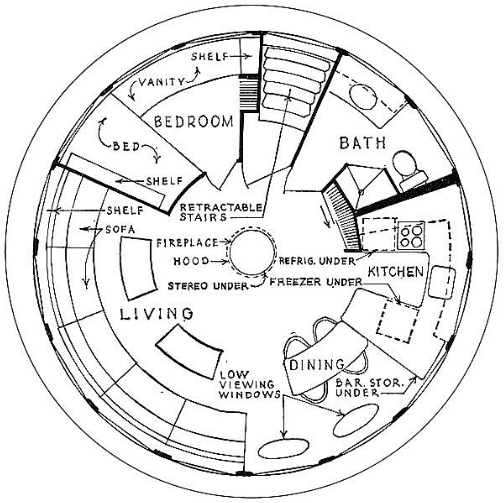 SHELF
VANITY
BEDROOM
BED
BATH
SHELF
SHELF
RETRACTABLE
STAIRS
SOFA
FIREPLACE
HOOD
REFRIG. UNDER
KITCHEN
STEREO UNDER
FREEZER UNDER
LIVING
DINING
LOW
VIEWING
WINDOWS
BAR. STOR.
UNDER